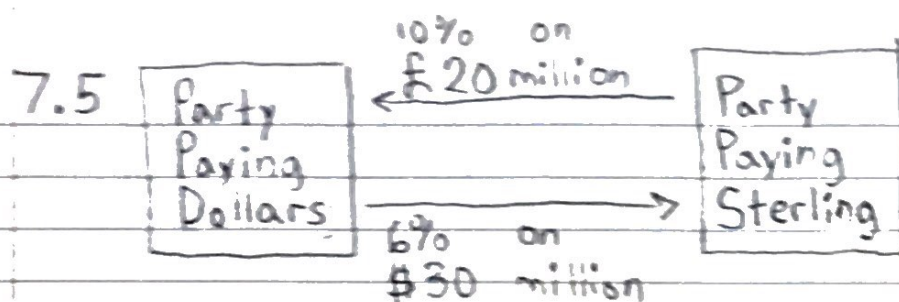 7.5
Party
Paying
Dollars
10% on
£20 million
6% on
$30 million
Party
Paying
Sterling